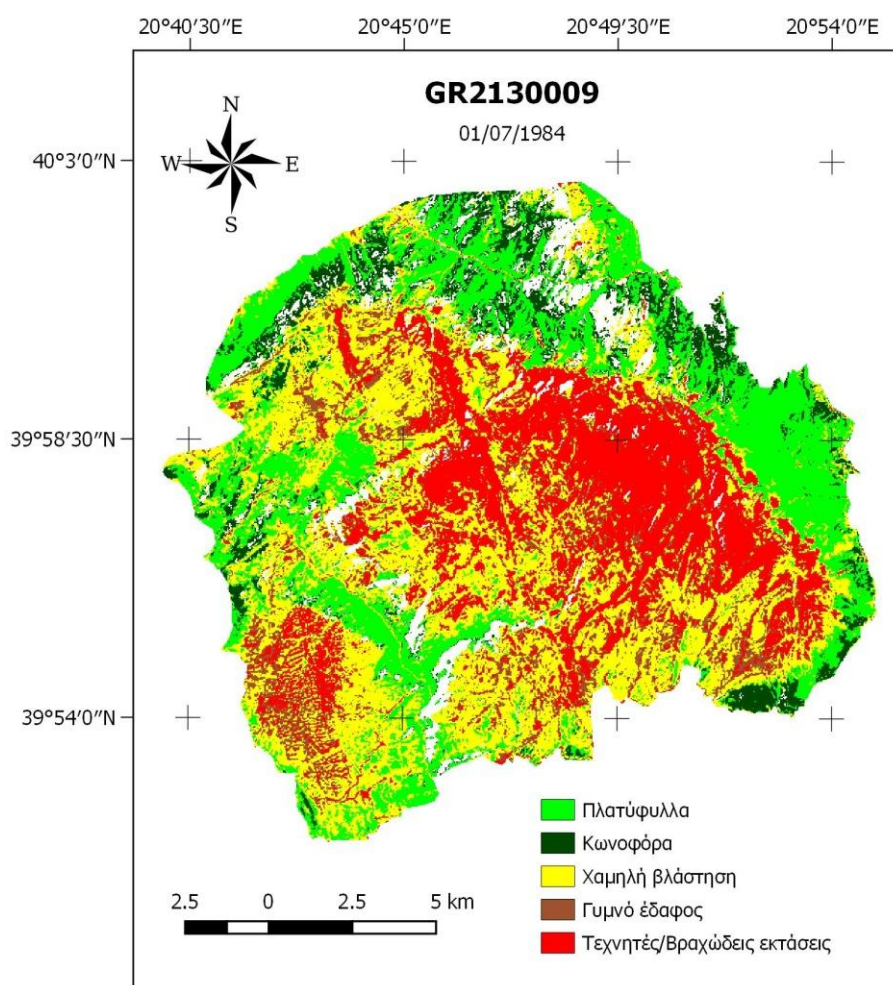 20°40′30″E 20°45′0″E 20°49′30″E 20°54′0″E
GR2130009
01/07/1984
N
W E
S
40°3′0″N
39°58′30″N
39°54′0″N
Πλατύφυλλα
Κωνοφόρα
Χαμηλή βλάστηση
Γυμνό έδαφος
Τεχνητές/Βραχώδεις εκτάσεις
2.5 0 2.5 5 km